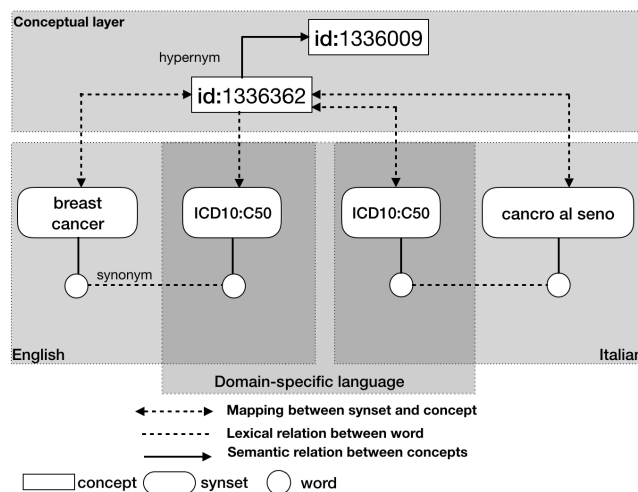 Conceptual layer
id:1336009
hypernym
id:1336362
breast
cancer
ICD10:C50
ICD10:C50
cancro al seno
synonym
English
Italian
Domain-specific language
Mapping between synset and concept
Lexical relation between word
Semantic relation between concepts
concept
synset
word